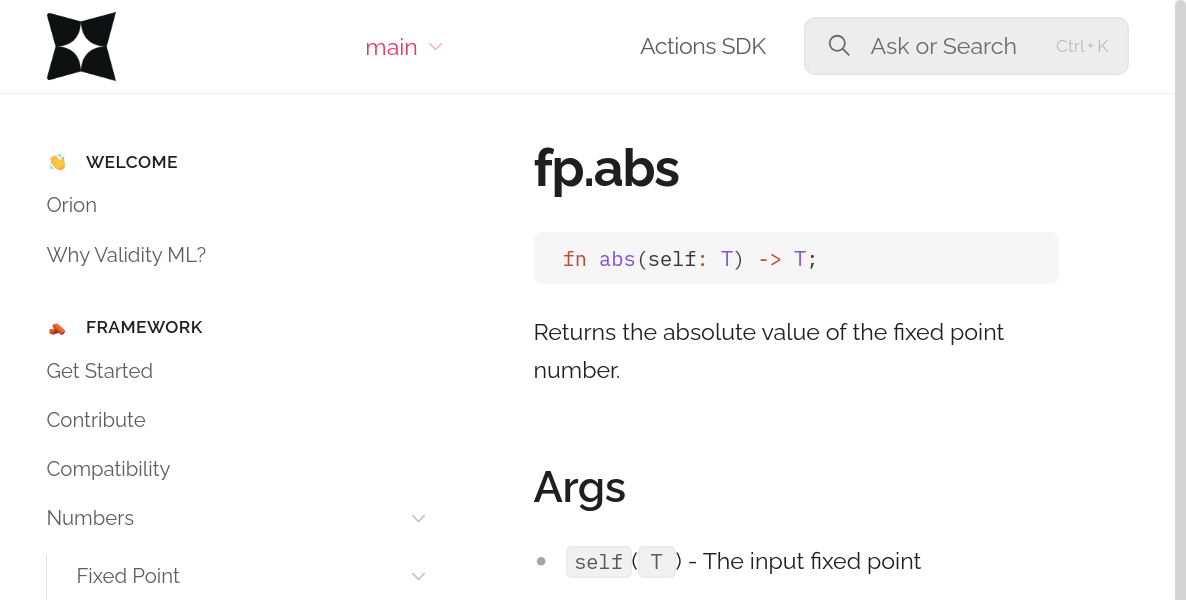 main
Actions SDK
Ask or Search
Ctrl + K
👋 WELCOME
Orion
Why Validity ML?
🧱 FRAMEWORK
Get Started
Contribute
Compatibility
Numbers
Fixed Point
fp.abs
fn abs(self: T) -> T;
Returns the absolute value of the fixed point
number.
Args
• self( T ) - The input fixed point